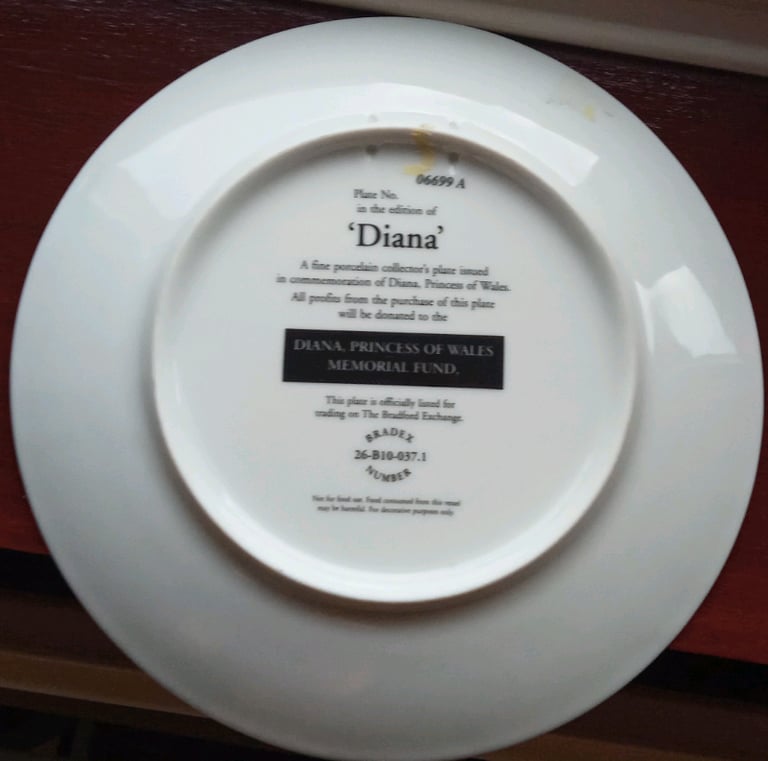 06699 A
Plate No.
in the edition of
'Diana'
A fine porcelain collector's plate issued
in commemoration of Diana, Princess of Wales.
All profits from the purchase of this plate
will be donated to the
DIANA, PRINCESS OF WALES
MEMORIAL FUND.
This plate is officially listed for
trading on The Bradford Exchange.
BRADEX
26-B10-037.1
NUMBER
Not for food use. Food consumed from this vessel
may be harmful. For decorative purposes only.